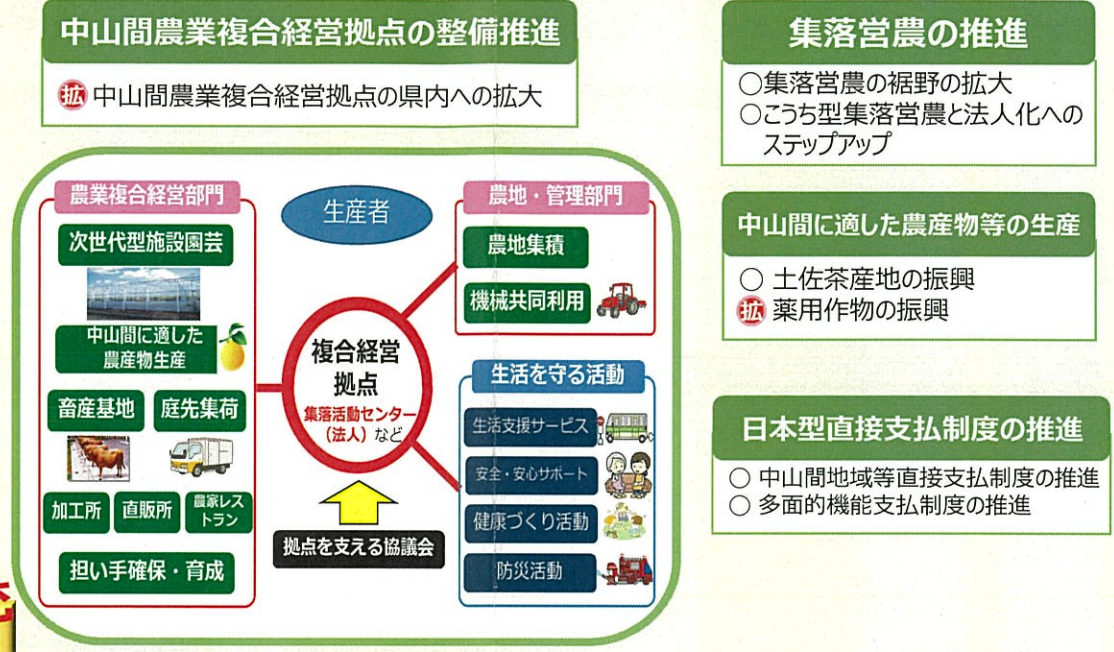 中山間農業複合経営拠点の整備推進
拡 中山間農業複合経営拠点の県内への拡大
農業複合経営部門
次世代型施設園芸
中山間に適した
農産物生産
畜産基地
庭先集荷
加工所
直販所
農家レス
トラン
担い手確保・育成
生産者
複合経営
拠点
集落活動センター
（法人）など
拠点を支える協議会
農地・管理部門
農地集積
機械共同利用
生活を守る活動
生活支援サービス
安全・安心サポート
健康づくり活動
防災活動
集落営農の推進
○集落営農の裾野の拡大
○こうち型集落営農と法人化への
ステップアップ
中山間に適した農産物等の生産
○ 土佐茶産地の振興
拡 薬用作物の振興
日本型直接支払制度の推進
○ 中山間地域等直接支払制度の推進
○ 多面的機能支払制度の推進